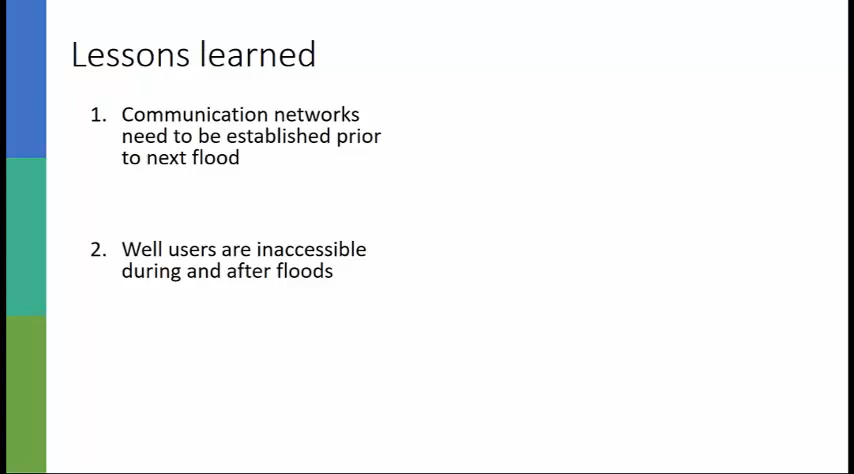 Lessons learned
1. Communication networks
need to be established prior
to next flood
2. Well users are inaccessible
during and after floods